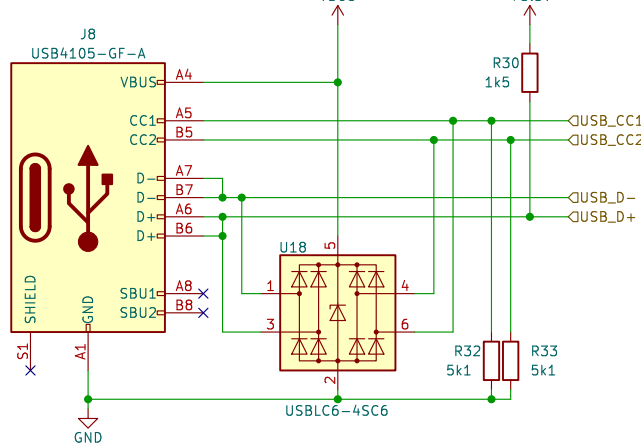 J8
USB4105-GF-A
VBUS A4
CC1 A5
CC2 B5
D- A7
D- B7
D+ A6
D+ B6
SBU1 A8
SBU2 B8
SHIELD
GND
S1
A1
GND
R30
1k5
USB_CC1
USB_CC2
USB_D-
USB_D+
U18
5
1
4
3
6
2
USBLC6-4SC6
R32
5k1
R33
5k1